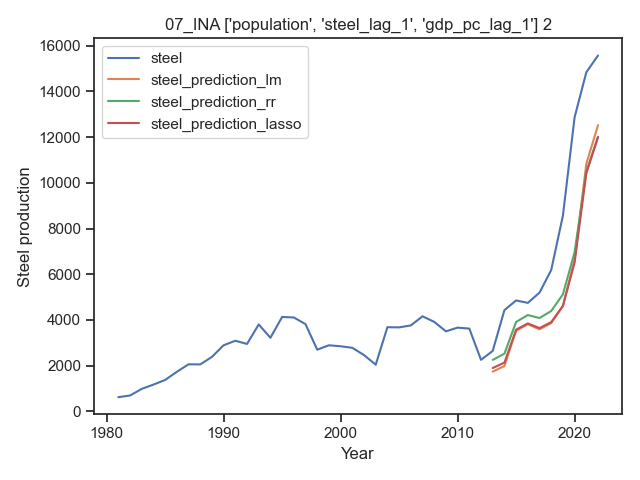 07_INA ['population', 'steel_lag_1', 'gdp_pc_lag_1'] 2
16000
14000
12000
10000
8000
6000
4000
2000
0
Steel production
steel
steel_prediction_lm
steel_prediction_rr
steel_prediction_lasso
1980
1990
2000
2010
2020
Year